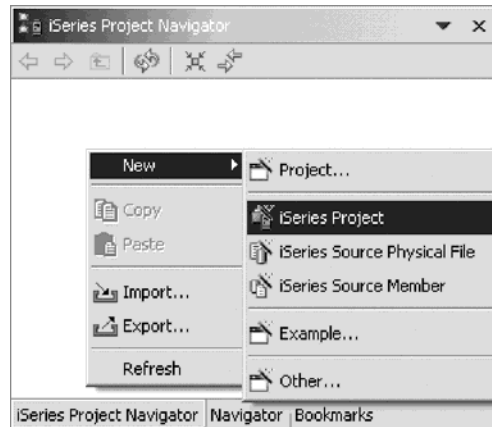 iSeries Project Navigator
New
Project...
Copy
iSeries Project
Paste
iSeries Source Physical File
Import...
iSeries Source Member
Export...
Example...
Refresh
Other...
iSeries Project Navigator Navigator Bookmarks